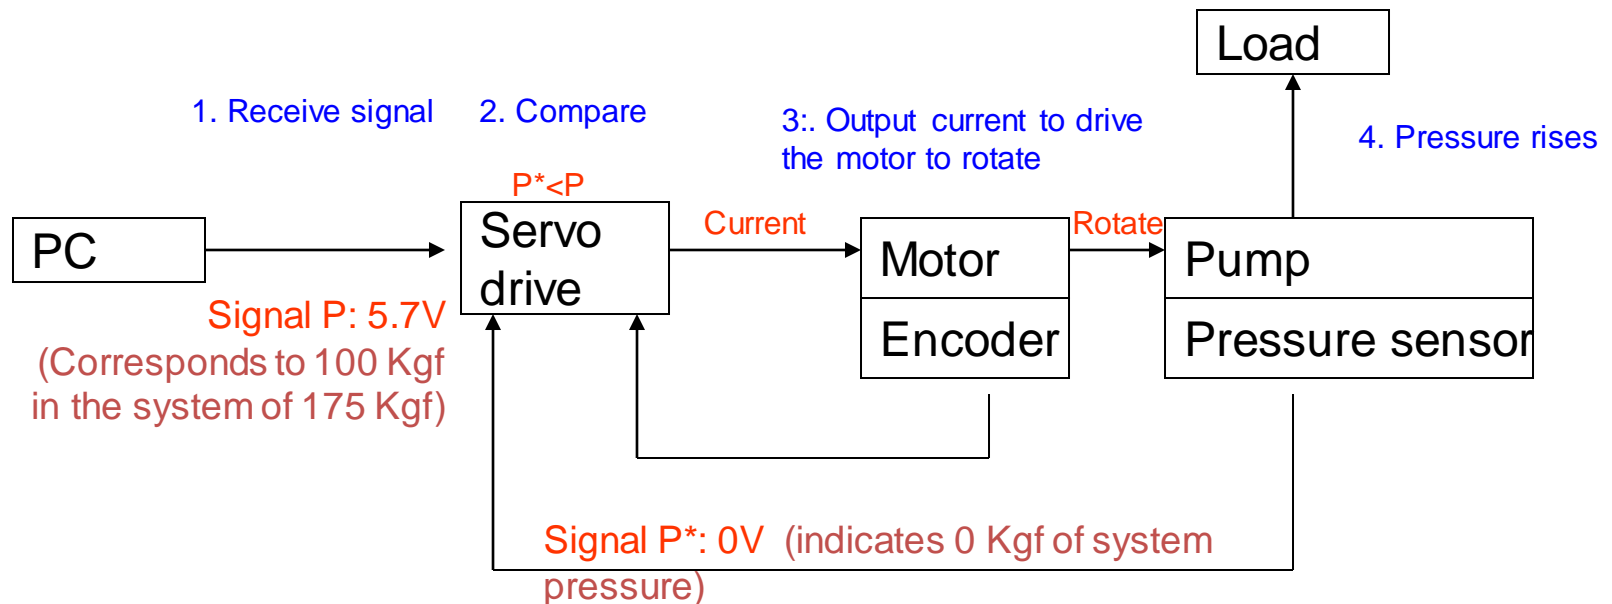 Load
1. Receive signal
2. Compare
3:. Output current to drive
the motor to rotate
4. Pressure rises
P*<P
PC
Servo
drive
Current
Motor
Encoder
Rotate
Pump
Pressure sensor
Signal P: 5.7V
(Corresponds to 100 Kgf
in the system of 175 Kgf)
Signal P*: 0V (indicates 0 Kgf of system
pressure)